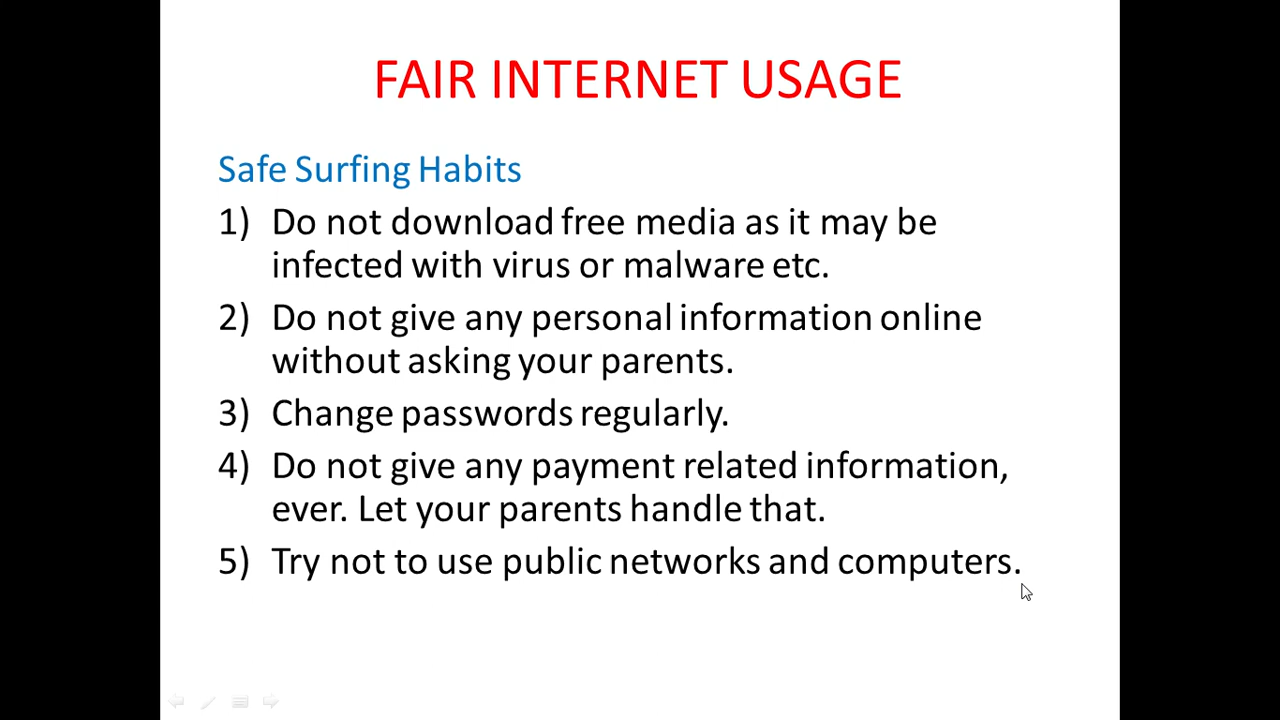 FAIR INTERNET USAGE
Safe Surfing Habits
1) Do not download free media as it may be
infected with virus or malware etc.
2) Do not give any personal information online
without asking your parents.
3) Change passwords regularly.
4) Do not give any payment related information,
ever. Let your parents handle that.
5) Try not to use public networks and computers.